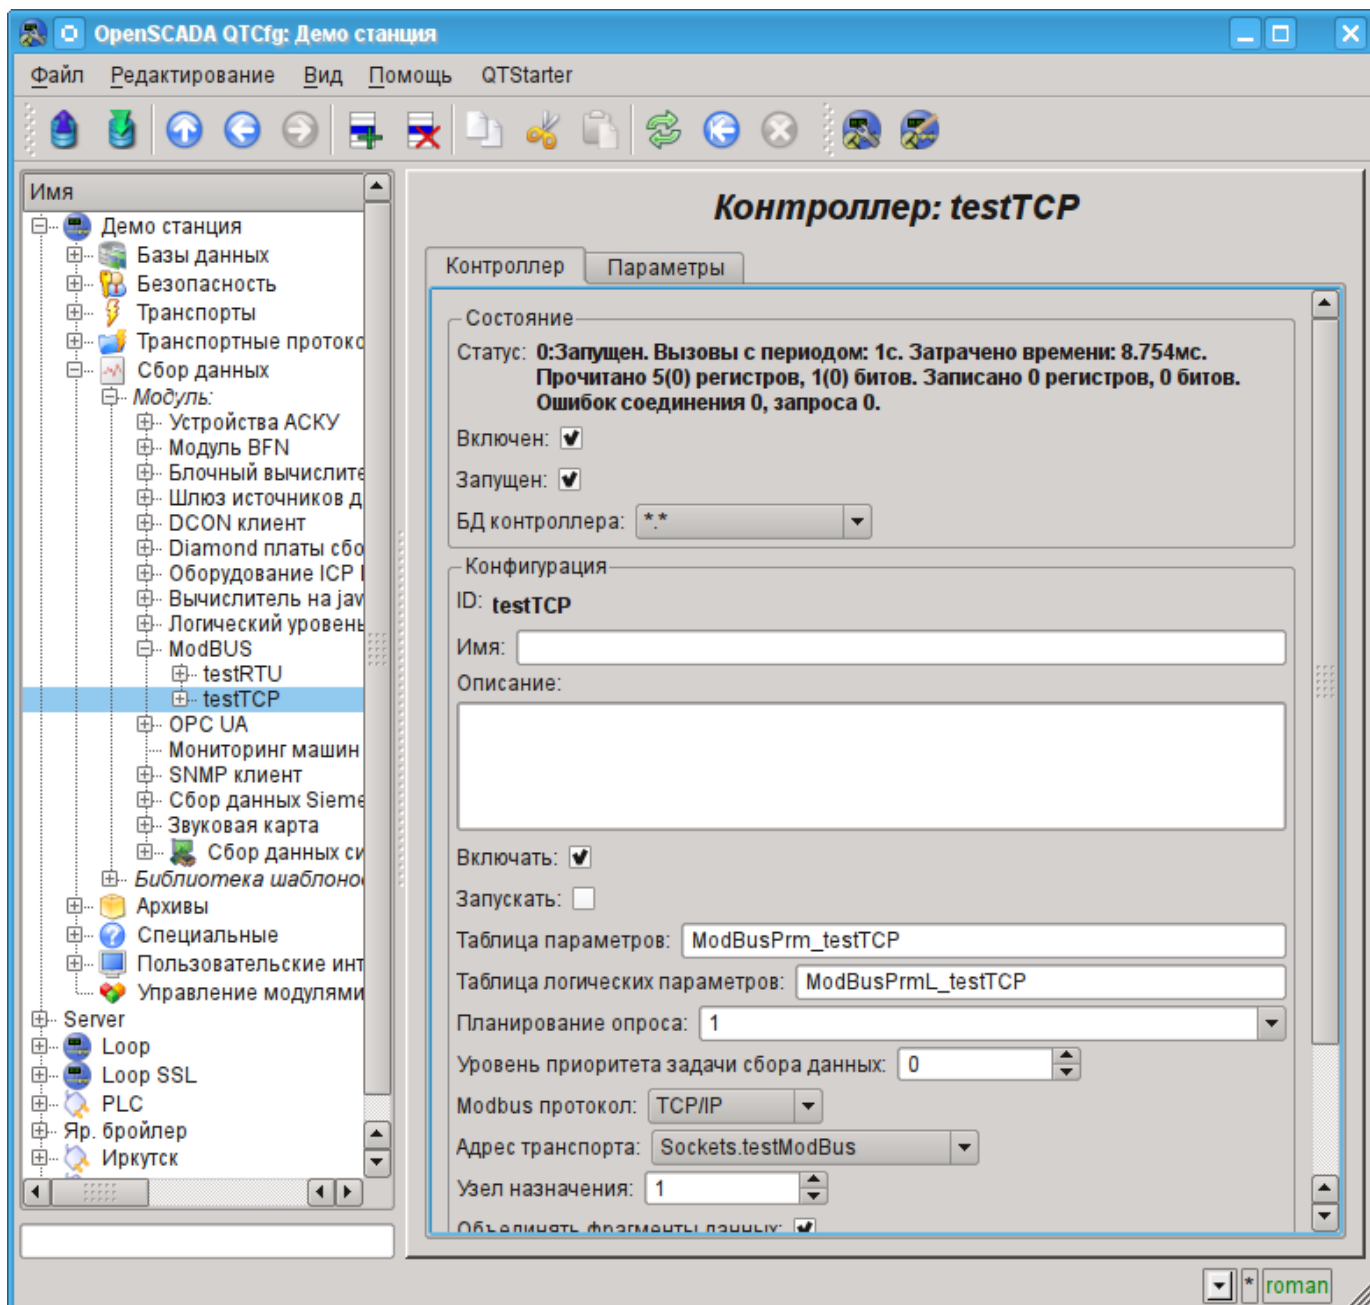 OpenSCADA QTCfg: Демо станция
Файл Редактирование Вид Помощь QTStarter
Имя
Демо станция
Базы данных
Безопасность
Транспорты
Транспортные протоко
Сбор данных
Модуль:
Устройства АСКУ
Модуль BFN
Блочный вычислите
Шлюз источников д
DCON клиент
Diamond платы сбо
Оборудование ICP
Вычислитель на jav
Логический уровень
ModBUS
testRTU
testTCP
OPC UA
Мониторинг машин
SNMP клиент
Сбор данных Sieme
Звуковая карта
Сбор данных си
Библиотека шаблоно
Архивы
Специальные
Пользовательские инт
Управление модулями
Server
Loop
Loop SSL
PLC
Яр. бройлер
Иркутск
Контроллер: testTCP
Контроллер Параметры
Состояние
Статус: 0:Запущен. Вызовы с периодом: 1с. Затрачено времени: 8.754мс.
Прочитано 5(0) регистров, 1(0) битов. Записано 0 регистров, 0 битов.
Ошибок соединения 0, запроса 0.
Включен:
Запущен:
БД контроллера: *.*
Конфигурация
ID: testTCP
Имя:
Описание:
Включать:
Запускать:
Таблица параметров: ModBusPrm_testTCP
Таблица логических параметров: ModBusPrmL_testTCP
Планирование опроса: 1
Уровень приоритета задачи сбора данных: 0
Modbus протокол: TCP/IP
Адрес транспорта: Sockets.testModBus
Узел назначения: 1
Объединять фрагменты данных:
* roman